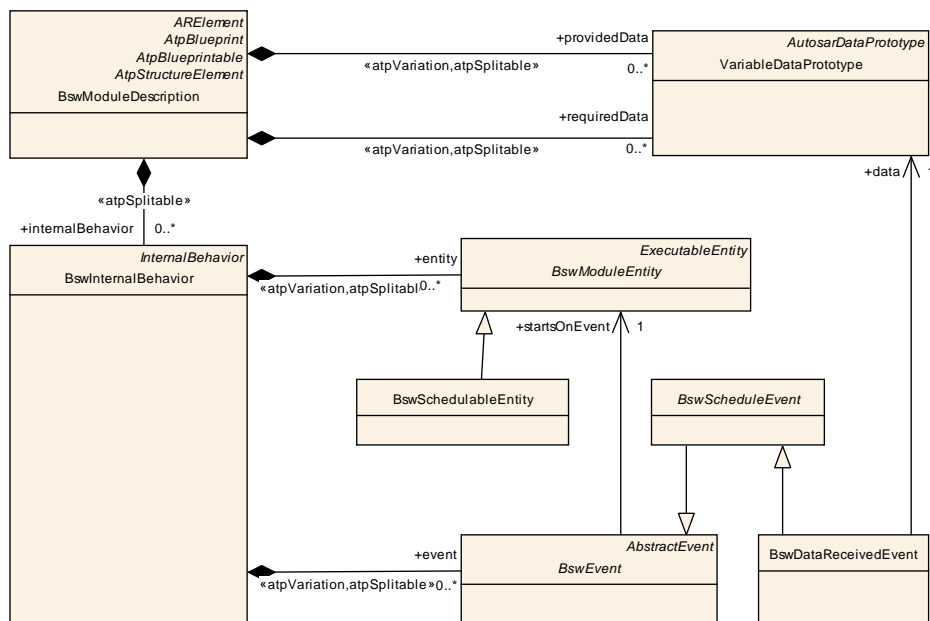 ARElement
AtpBlueprint
AtpBlueprintable
AtpStructureElement
BswModuleDescription
+providedData
«atpVariation,atpSplitable»
0..*
AutosarDataPrototype
VariableDataPrototype
+requiredData
«atpVariation,atpSplitable»
0..*
+data
«atpSplitable»
+internalBehavior 0..*
InternalBehavior
BswInternalBehavior
+entity
«atpVariation,atpSplitabl
0..*
ExecutableEntity
BswModuleEntity
+startsOnEvent 1
BswSchedulableEntity
BswScheduleEvent
+event
«atpVariation,atpSplitable»
0..*
AbstractEvent
BswEvent
BswDataReceivedEvent